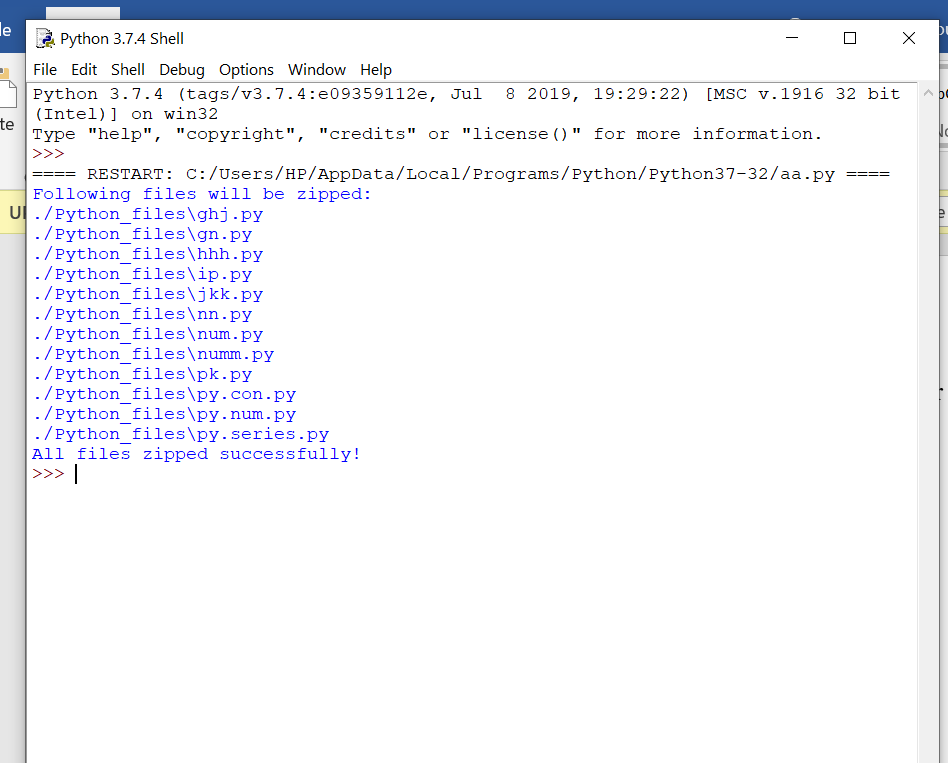 Python 3.7.4 Shell
File Edit Shell Debug Options Window Help
Python 3.7.4 (tags/v3.7.4:e09359112e, Jul  8 2019, 19:29:22) [MSC v.1916 32 bit
(Intel)] on win32
Type "help", "copyright", "credits" or "license()" for more information.
>>>
==== RESTART: C:/Users/HP/AppData/Local/Programs/Python/Python37-32/aa.py ====
Following files will be zipped:
./Python_files\ghj.py
./Python_files\gn.py
./Python_files\hhh.py
./Python_files\ip.py
./Python_files\jkk.py
./Python_files\nn.py
./Python_files\num.py
./Python_files\numm.py
./Python_files\pk.py
./Python_files\py.con.py
./Python_files\py.num.py
./Python_files\py.series.py
All files zipped successfully!
>>>